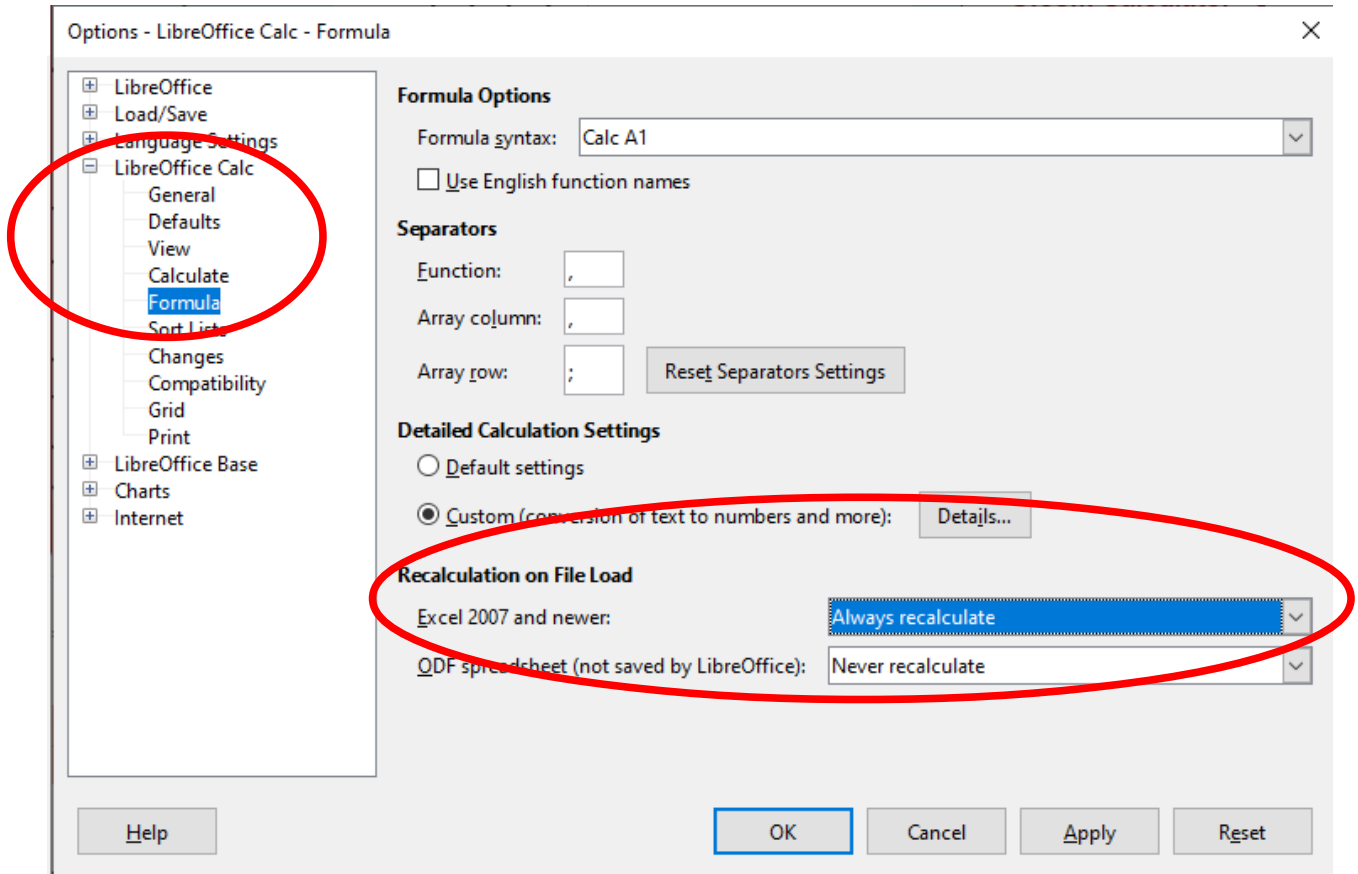 Options - LibreOffice Calc - Formula
LibreOffice
Load/Save
Language Settings
LibreOffice Calc
General
Defaults
View
Calculate
Formula
Sort Lists
Changes
Compatibility
Grid
Print
LibreOffice Base
Charts
Internet
Formula Options
Formula syntax: Calc A1
Use English function names
Separators
Function: ,
Array column: ,
Array row: ; Reset Separators Settings
Detailed Calculation Settings
Default settings
Custom (conversion of text to numbers and more): Details...
Recalculation on File Load
Excel 2007 and newer: Always recalculate
ODF spreadsheet (not saved by LibreOffice): Never recalculate
Help OK Cancel Apply Reset